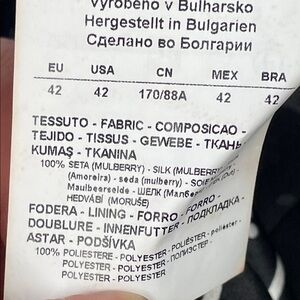 Vyrobeno v Bulharsko
Hergestellt in Bulgarien
Сделано во Болгарии
EU USA CN MEX BRA
42 42 170/88A 42 42
TESSUTO - FABRIC - COMPOSICAO -
TEJIDO - TISSUS - GEWEBE - ТКАНЬ
KUMAŞ - TKANINA
100% SETA (MULBERRY) - SILK (MULBERRY)
(Amoreira) - seda (mulberry) -
Maulbeerseide - ШЕЛК
HEDVÁBÍ (MORUŠE)
FODERA - LINING - FORRO - FORRO -
DOUBLURE - INNENFUTTER - ПОДКЛАДКА -
ASTAR - PODŠÍVKA
100% POLIESTERE - POLYESTER - POLIÉSTER - poliéster -
POLYESTER - POLYESTER - ПОЛИЭСТЕР -
POLYESTER - POLYESTER